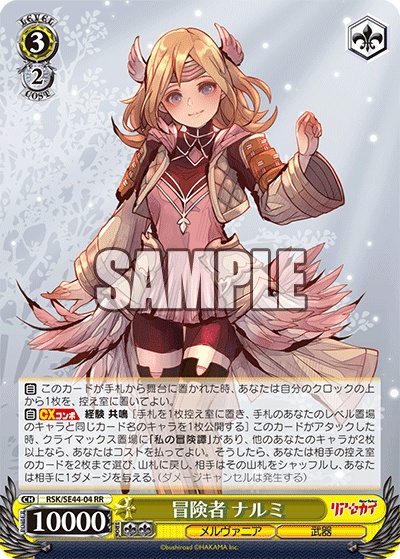 LEVEL
3
2
COST
SAMPLE
自 このカードが手札から舞台に置かれた時、あなたは自分のクロックの上
から1枚を、控え室に置いてよい。
自 CXコンボ 経験 共鳴 [手札を1枚控え室に置き、手札のあなたのレベル置場
のキャラと同じカード名のキャラを1枚公開する] このカードがアタックした
時、クライマックス置場に「私の冒険譚」があり、他のあなたのキャラが2枚
以上なら、あなたはコストを払ってよい。そうしたら、相手は自分の控え室
のカードを2枚まで選び、山札に戻し、相手はその山札をシャッフルし、あな
たは相手に3ダメージを与える。(ダメージキャンセルは発生する)
CH RSK/SE44-04 RR 冒険者 ナルミ
POWER 10000 メルヴァニア 武器
©bushiroad ©HAKAMA Inc.